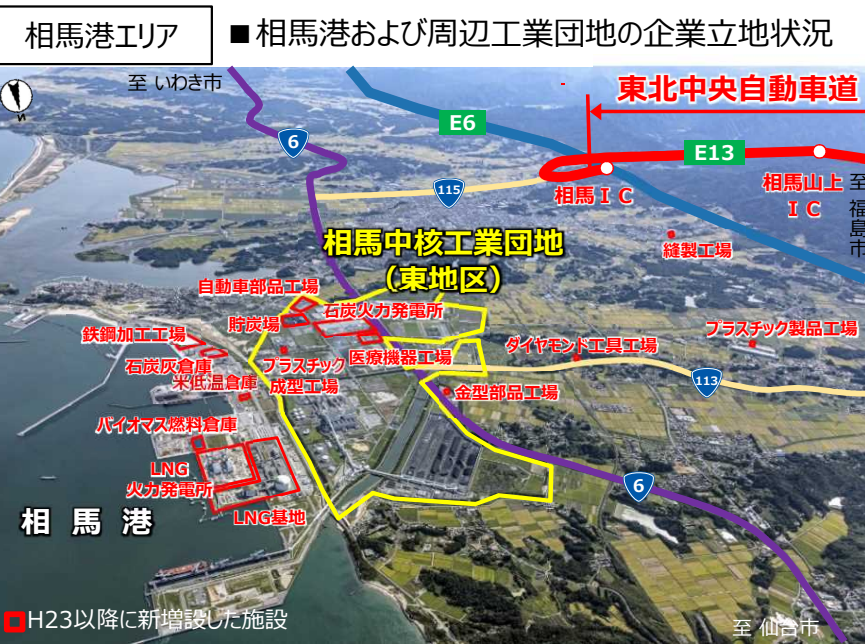 相馬港エリア
■相馬港および周辺工業団地の企業立地状況
至 いわき市
N
東北中央自動車道
6
E6
E13
115
相馬ＩＣ
相馬山上
ＩＣ
至
福島市
相馬中核工業団地
（東地区）
縫製工場
自動車部品工場
石炭火力発電所
貯炭場
鉄鋼加工工場
プラスチック製品工場
ダイヤモンド工具工場
医療機器工場
石炭灰倉庫
プラスチック
成型工場
米低温倉庫
113
金型部品工場
バイオマス燃料倉庫
LNG
火力発電所
6
LNG基地
相馬港
H23以降に新増設した施設
至 仙台市